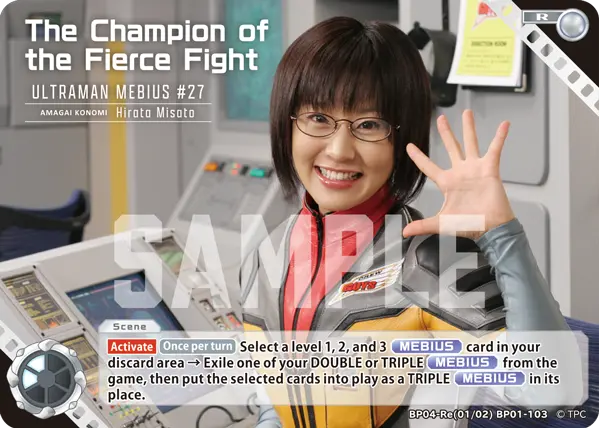 R
The Champion of
the Fierce Fight
ULTRAMAN MEBIUS #27
AMAGAI KONOMI Hirata Misato
DIRECTION ROOM
CREW
GUYS
SAMPLE
Scene
Activate Once per turn Select a level 1, 2, and 3 MEBIUS card in your
discard area → Exile one of your DOUBLE or TRIPLE MEBIUS from the
game, then put the selected cards into play as a TRIPLE MEBIUS in its
place.
BP04-Re(01/02) BP01-103 © TPC